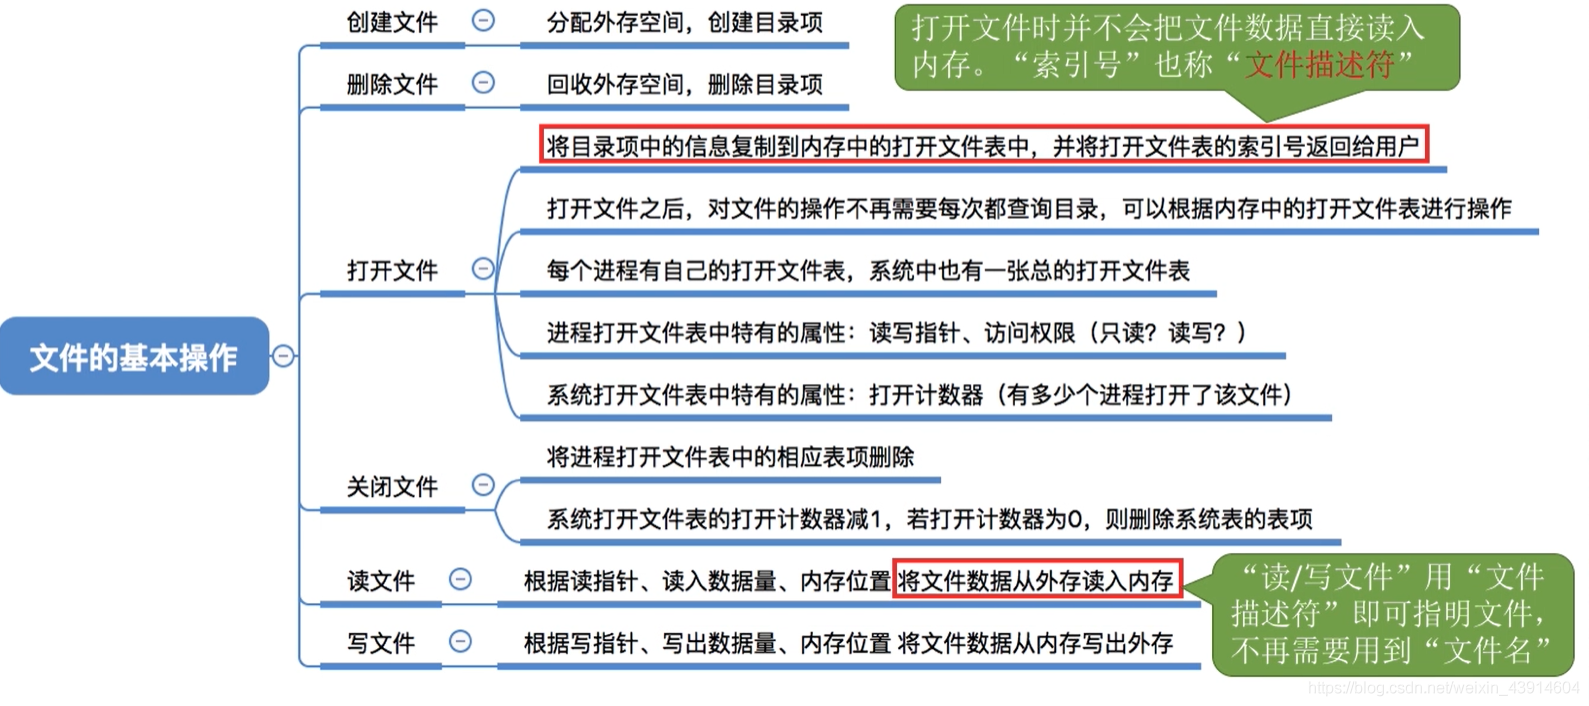 创建文件
分配外存空间，创建目录项
打开文件时并不会把文件数据直接读入
内存。“索引号”也称“文件描述符”
删除文件
回收外存空间，删除目录项
将目录项中的信息复制到内存中的打开文件表中，并将打开文件表的索引号返回给用户
打开文件之后，对文件的操作不再需要每次都查询目录，可以根据内存中的打开文件表进行操作
打开文件
每个进程有自己的打开文件表，系统中也有一张总的打开文件表
进程打开文件表中特有的属性：读写指针、访问权限（只读？读写？）
文件的基本操作
系统打开文件表中特有的属性：打开计数器（有多少个进程打开了该文件）
将进程打开文件表中的相应表项删除
关闭文件
系统打开文件表的打开计数器减1，若打开计数器为0，则删除系统表的表项
读文件
根据读指针、读入数据量、内存位置 将文件数据从外存读入内存
“读/写文件”用“文件
描述符”即可指明文件，
不再需要用到“文件名”
写文件
根据写指针、写出数据量、内存位置 将文件数据从内存写出外存
https://blog.csdn.net/weixin_43914604